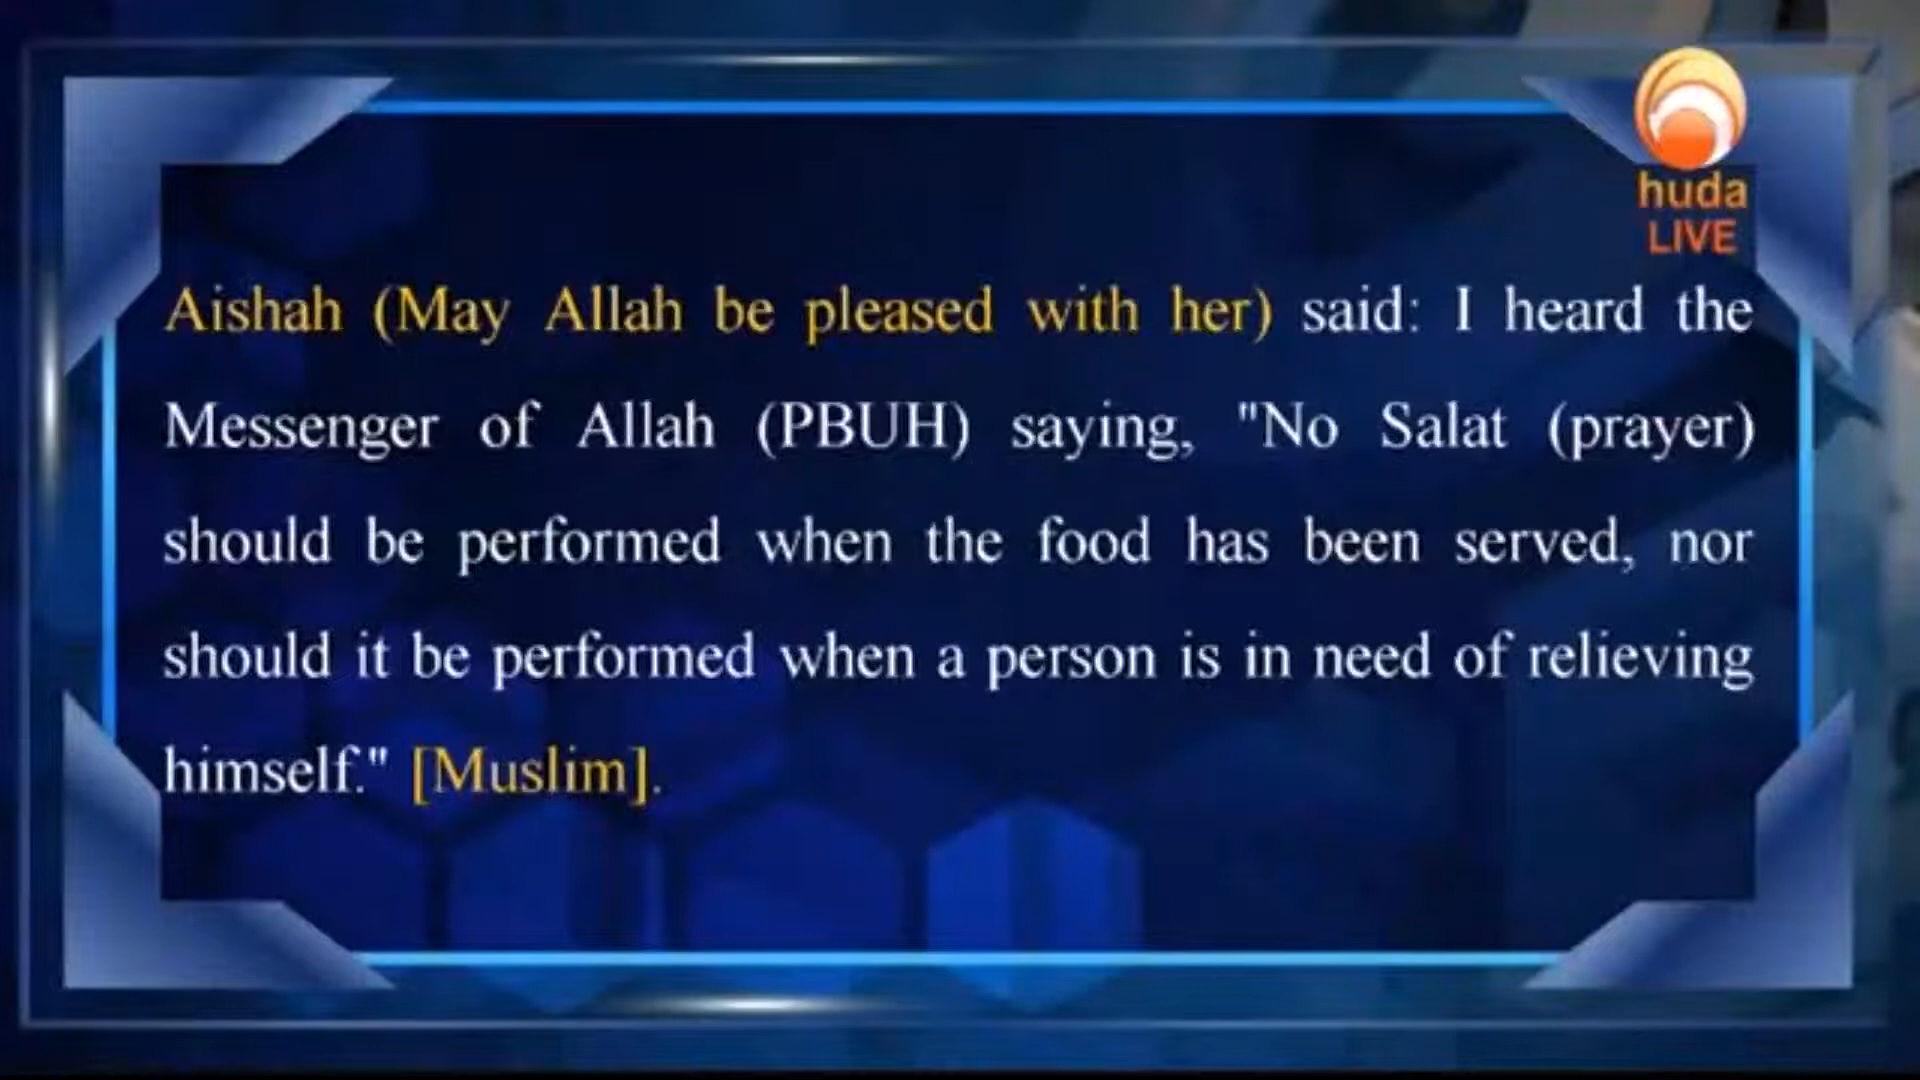 huda
LIVE
Aishah (May Allah be pleased with her) said: I heard the
Messenger of Allah (PBUH) saying, "No Salat (prayer)
should be performed when the food has been served, nor
should it be performed when a person is in need of relieving
himself." [Muslim].